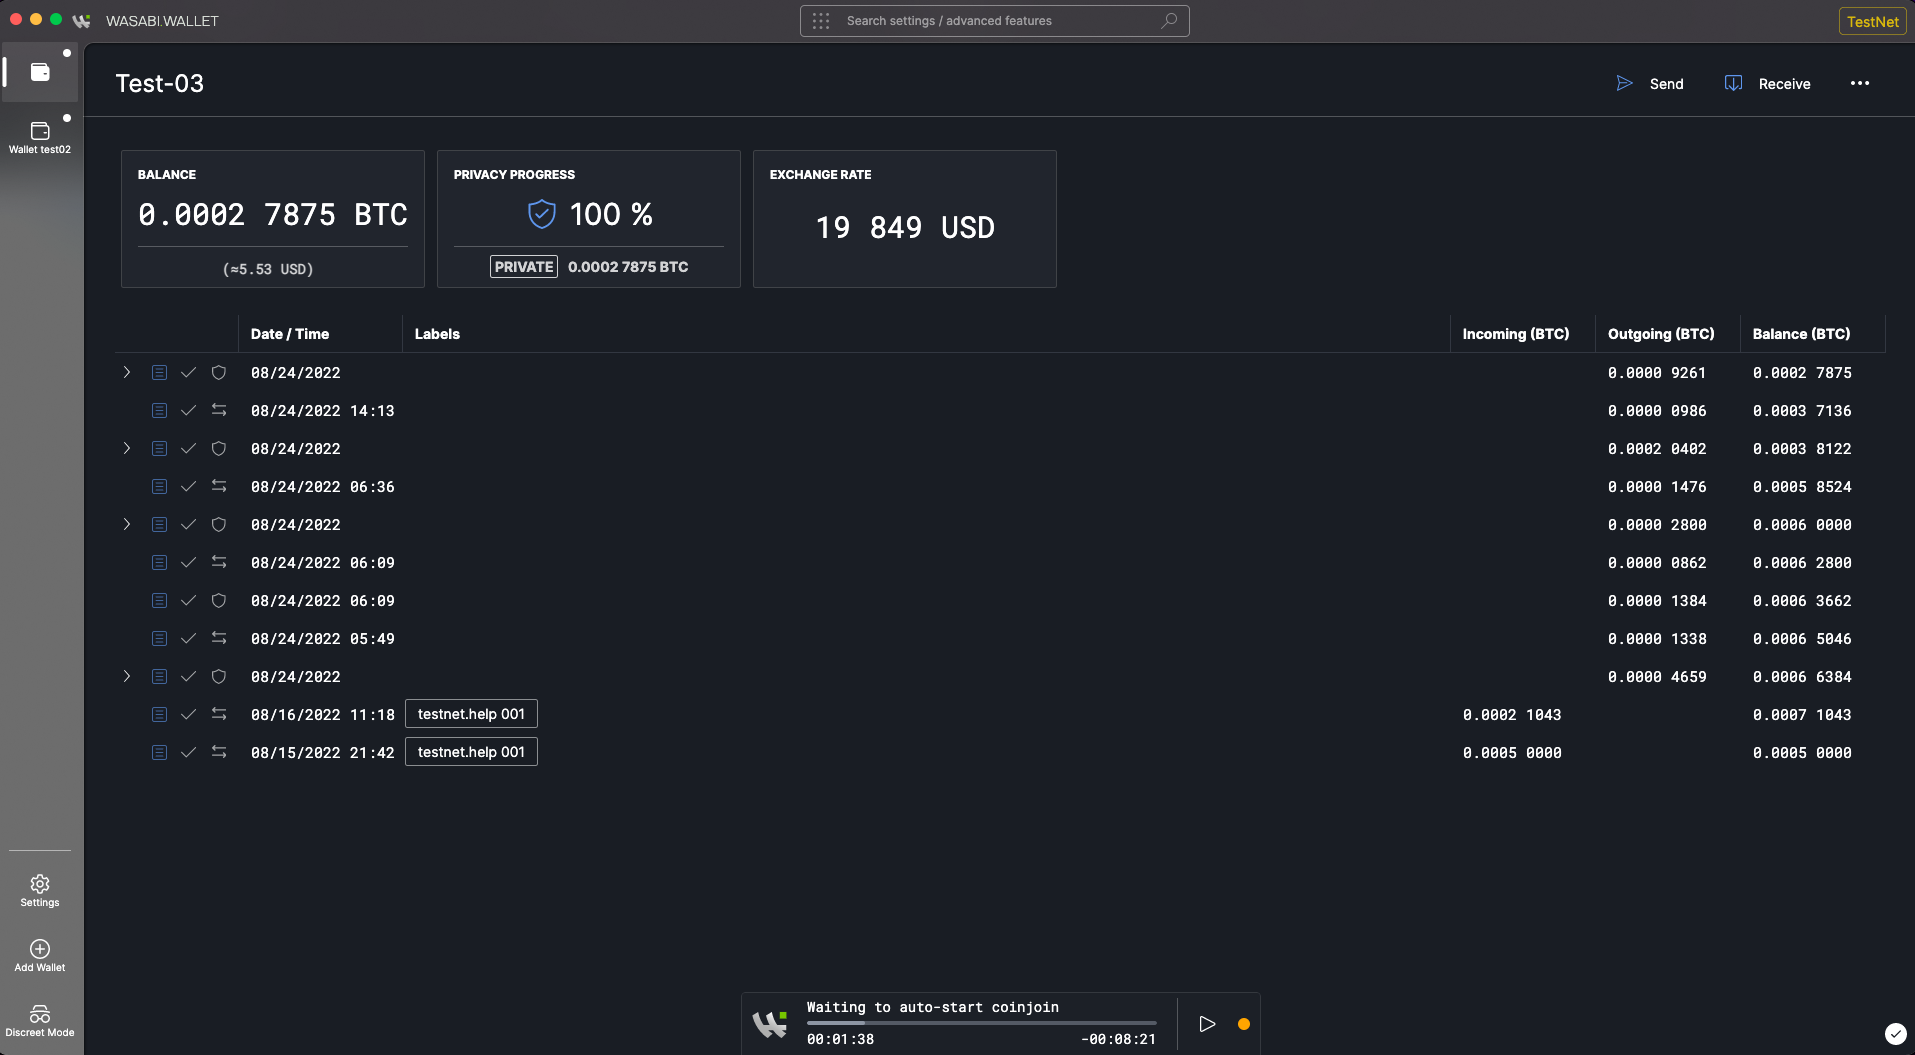 WASABI.WALLET
Search settings / advanced features
TestNet
Wallet test02
Test-03
Send
Receive
BALANCE
0.0002 7875 BTC
(≈5.53 USD)
PRIVACY PROGRESS
100 %
PRIVATE 0.0002 7875 BTC
EXCHANGE RATE
19 849 USD
Date / Time Labels Incoming (BTC) Outgoing (BTC) Balance (BTC)
08/24/2022 0.0000 9261 0.0002 7875
08/24/2022 14:13 0.0000 0986 0.0003 7136
08/24/2022 0.0002 0402 0.0003 8122
08/24/2022 06:36 0.0000 1476 0.0005 8524
08/24/2022 0.0000 2800 0.0006 0000
08/24/2022 06:09 0.0000 0862 0.0006 2800
08/24/2022 06:09 0.0000 1384 0.0006 3662
08/24/2022 05:49 0.0000 1338 0.0006 5046
08/24/2022 0.0000 4659 0.0006 6384
08/16/2022 11:18 testnet.help 001 0.0002 1043 0.0007 1043
08/15/2022 21:42 testnet.help 001 0.0005 0000 0.0005 0000
Settings
Add Wallet
Discreet Mode
Waiting to auto-start coinjoin
00:01:38 -00:08:21